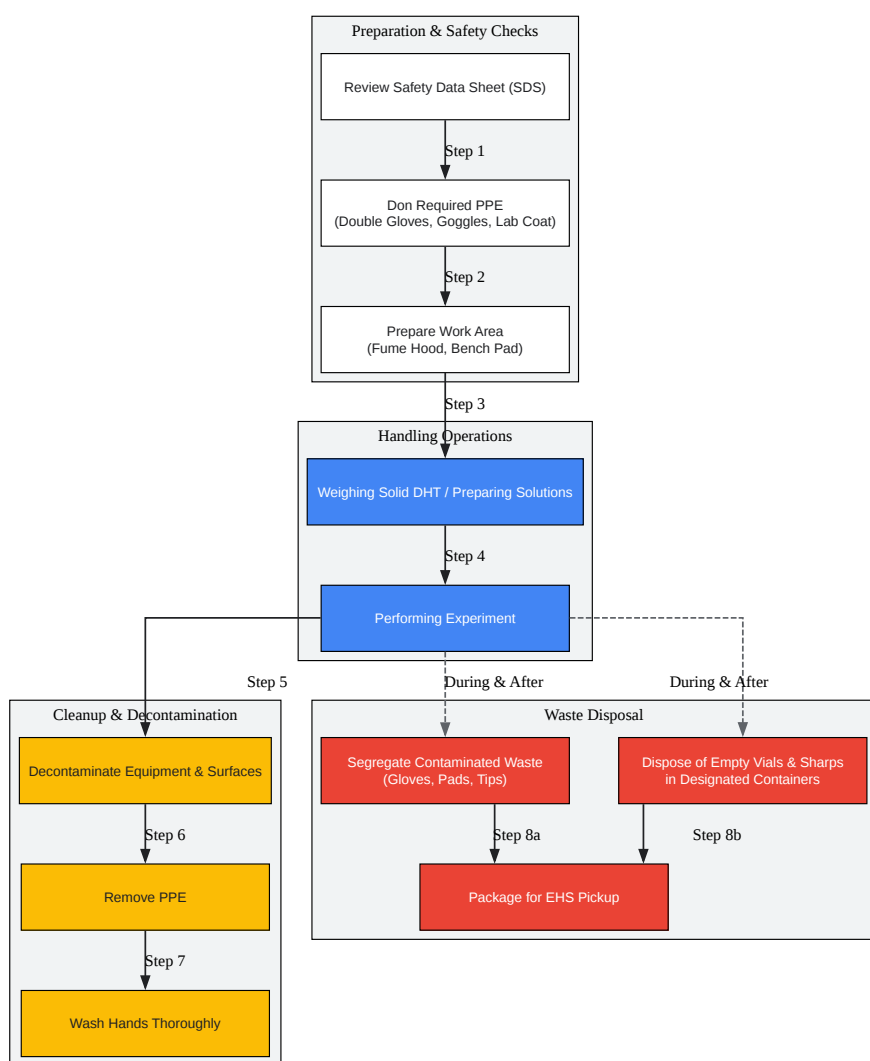 Preparation & Safety Checks
Review Safety Data Sheet (SDS)
Step 1
Don Required PPE
(Double Gloves, Goggles, Lab Coat)
Step 2
Prepare Work Area
(Fume Hood, Bench Pad)
Step 3
Handling Operations
Weighing Solid DHT / Preparing Solutions
Step 4
Performing Experiment
Step 5
During & After
During & After
Cleanup & Decontamination
Decontaminate Equipment & Surfaces
Step 6
Remove PPE
Step 7
Wash Hands Thoroughly
Waste Disposal
Segregate Contaminated Waste
(Gloves, Pads, Tips)
Dispose of Empty Vials & Sharps
in Designated Containers
Step 8a
Step 8b
Package for EHS Pickup